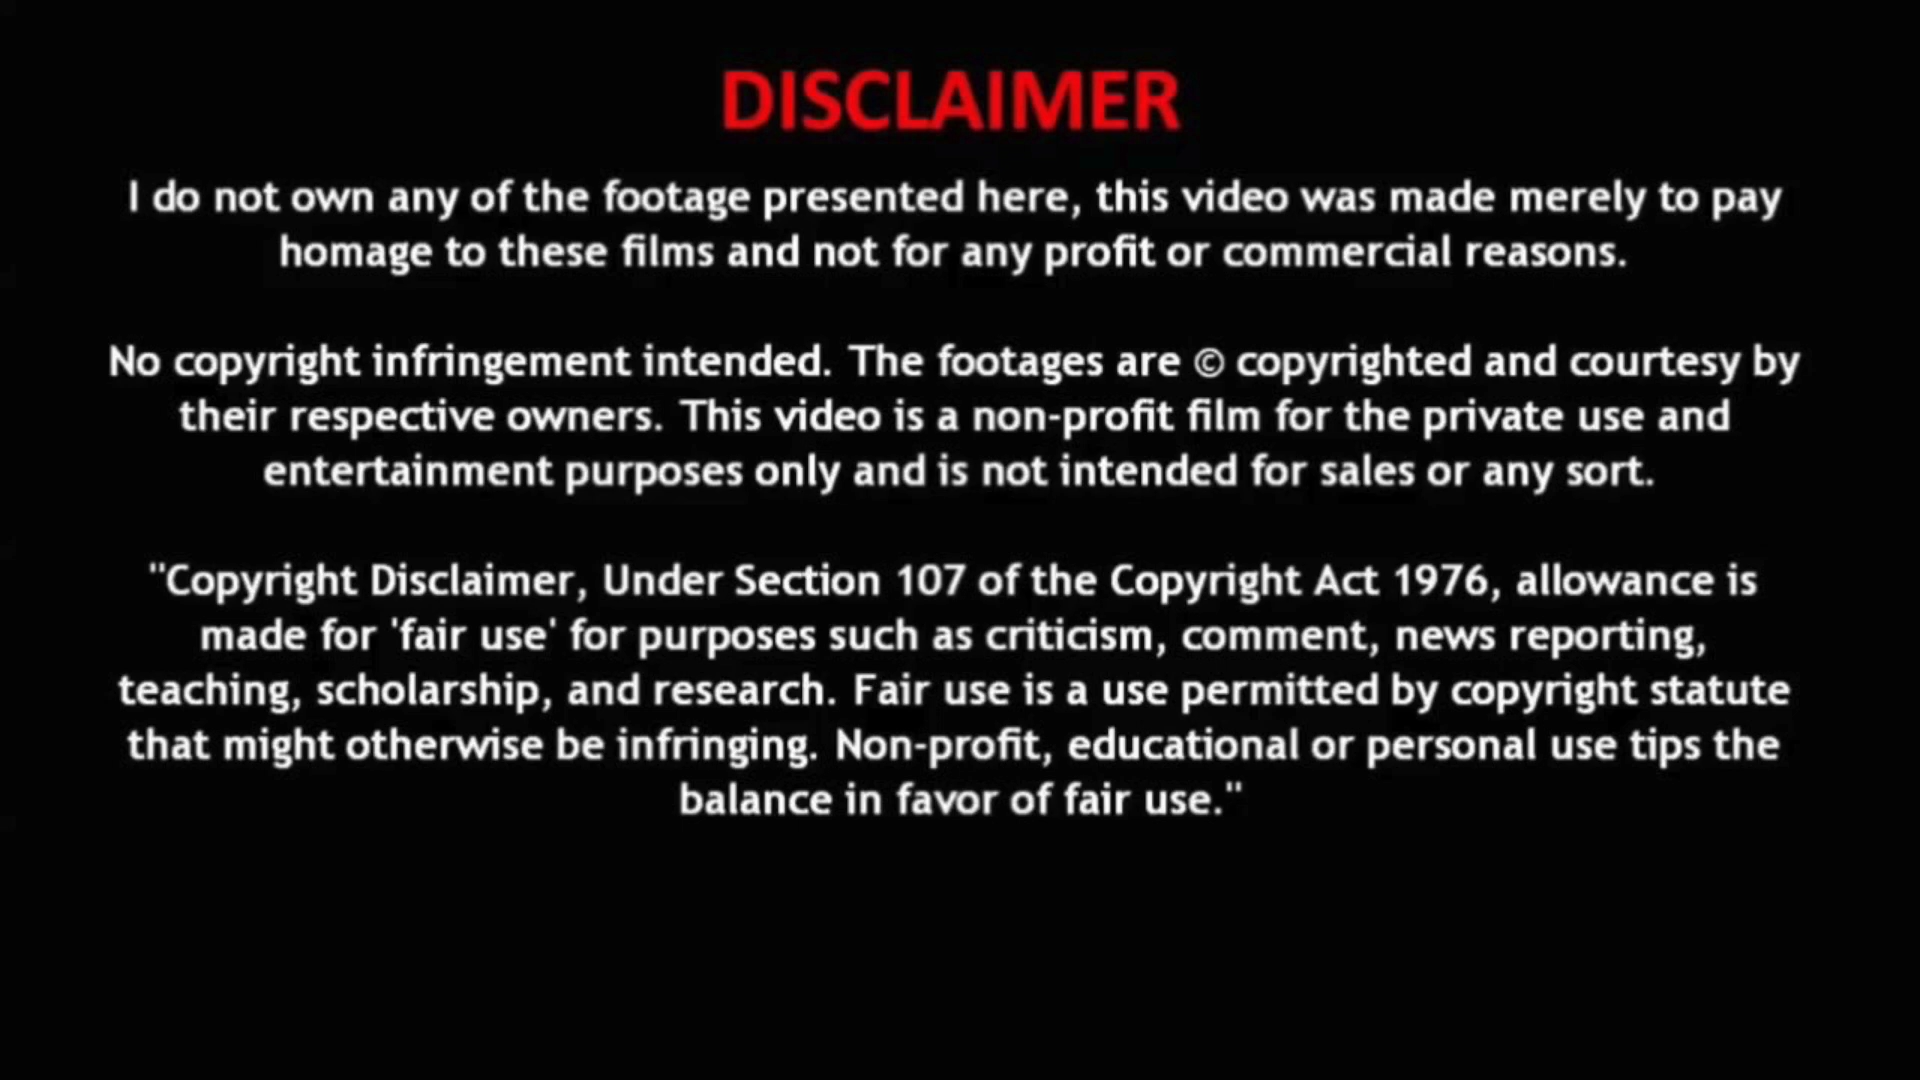 DISCLAIMER
I do not own any of the footage presented here, this video was made merely to pay
homage to these films and not for any profit or commercial reasons.
No copyright infringement intended. The footages are © copyrighted and courtesy by
their respective owners. This video is a non-profit film for the private use and
entertainment purposes only and is not intended for sales or any sort.
"Copyright Disclaimer, Under Section 107 of the Copyright Act 1976, allowance is
made for 'fair use' for purposes such as criticism, comment, news reporting,
teaching, scholarship, and research. Fair use is a use permitted by copyright statute
that might otherwise be infringing. Non-profit, educational or personal use tips the
balance in favor of fair use."